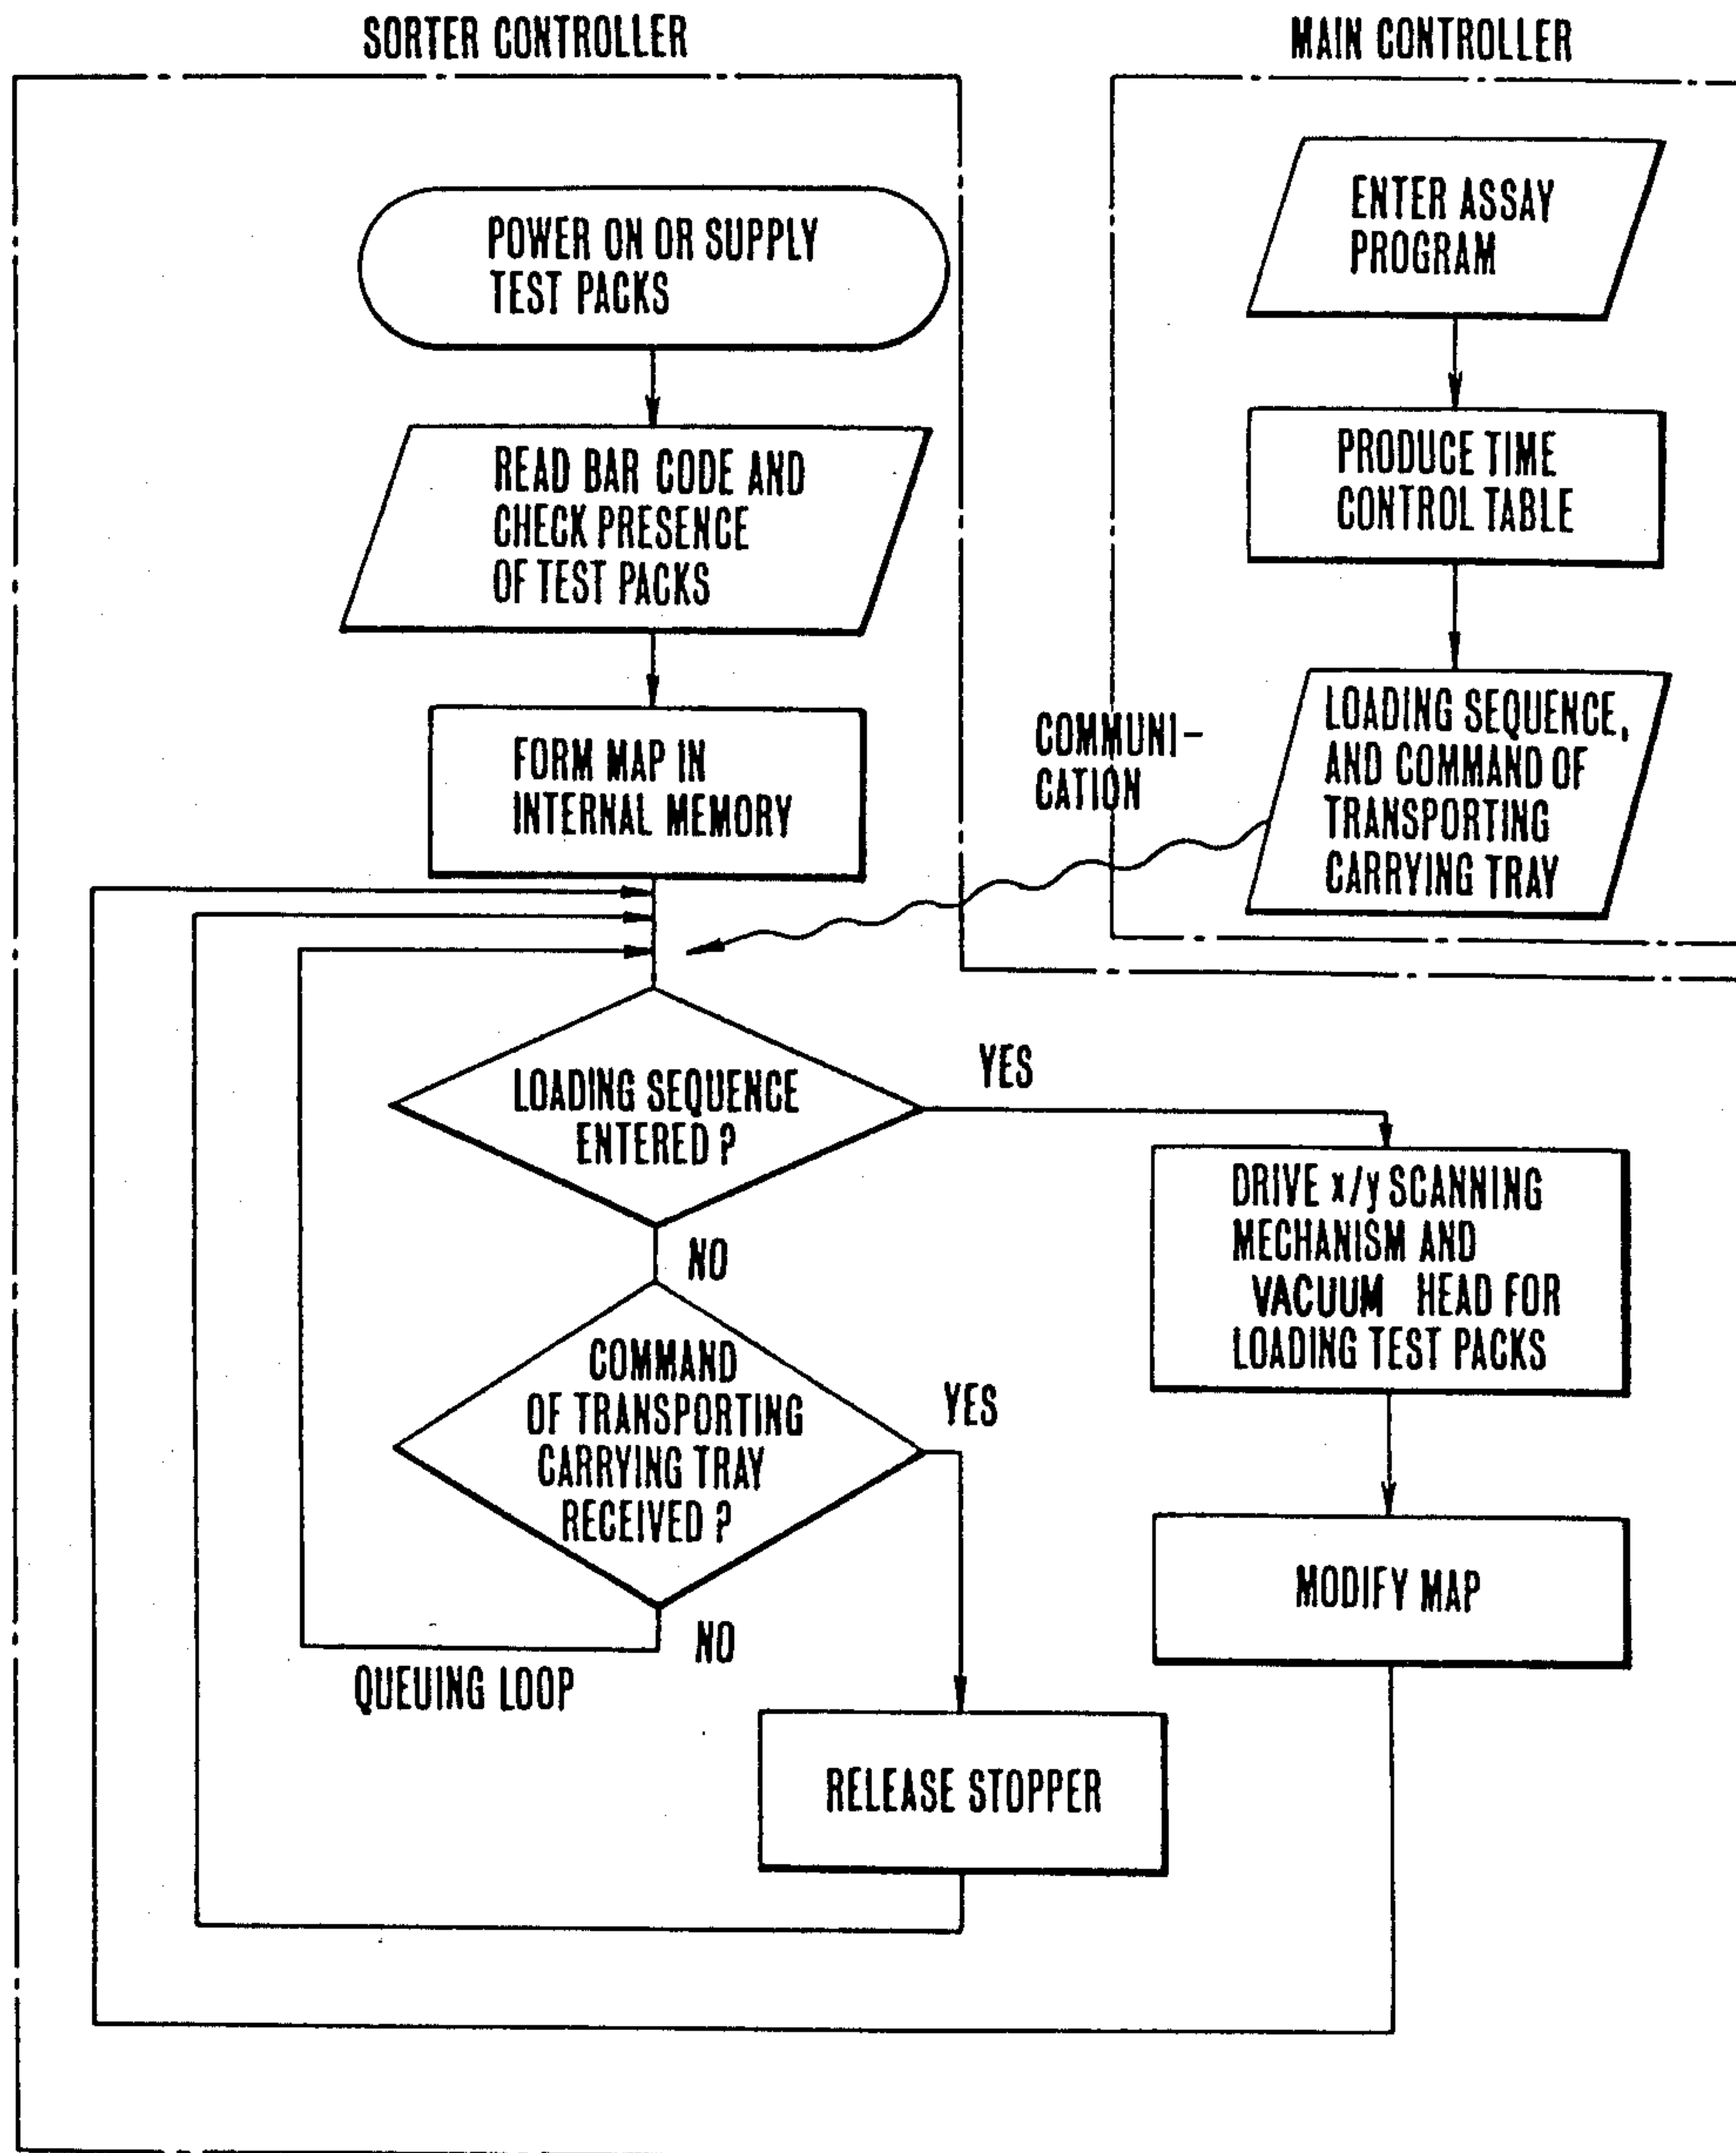 SORTER CONTROLLER
MAIN CONTROLLER
POWER ON OR SUPPLY
TEST PACKS
READ BAR CODE AND
CHECK PRESENCE
OF TEST PACKS
FORM MAP IN
INTERNAL MEMORY
ENTER ASSAY
PROGRAM
PRODUCE TIME
CONTROL TABLE
LOADING SEQUENCE,
AND COMMAND OF
TRANSPORTING
CARRYING TRAY
COMMUNI-
CATION
LOADING SEQUENCE
ENTERED ?
YES
NO
DRIVE x/y SCANNING
MECHANISM AND
VACUUM HEAD FOR
LOADING TEST PACKS
COMMAND
OF TRANSPORTING
CARRYING TRAY
RECEIVED ?
YES
NO
MODIFY MAP
QUEUING LOOP
RELEASE STOPPER